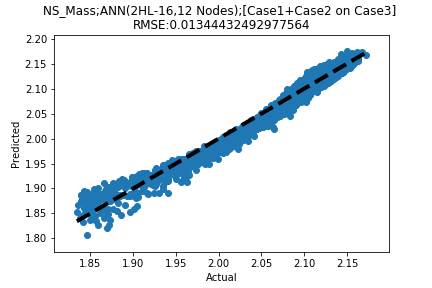 NS_Mass;ANN(2HL-16,12 Nodes);[Case1+Case2 on Case3]
RMSE:0.01344432492977564
2.20
2.15
2.10
2.05
2.00
1.95
1.90
1.85
1.80
Predicted
1.85 1.90 1.95 2.00 2.05 2.10 2.15
Actual